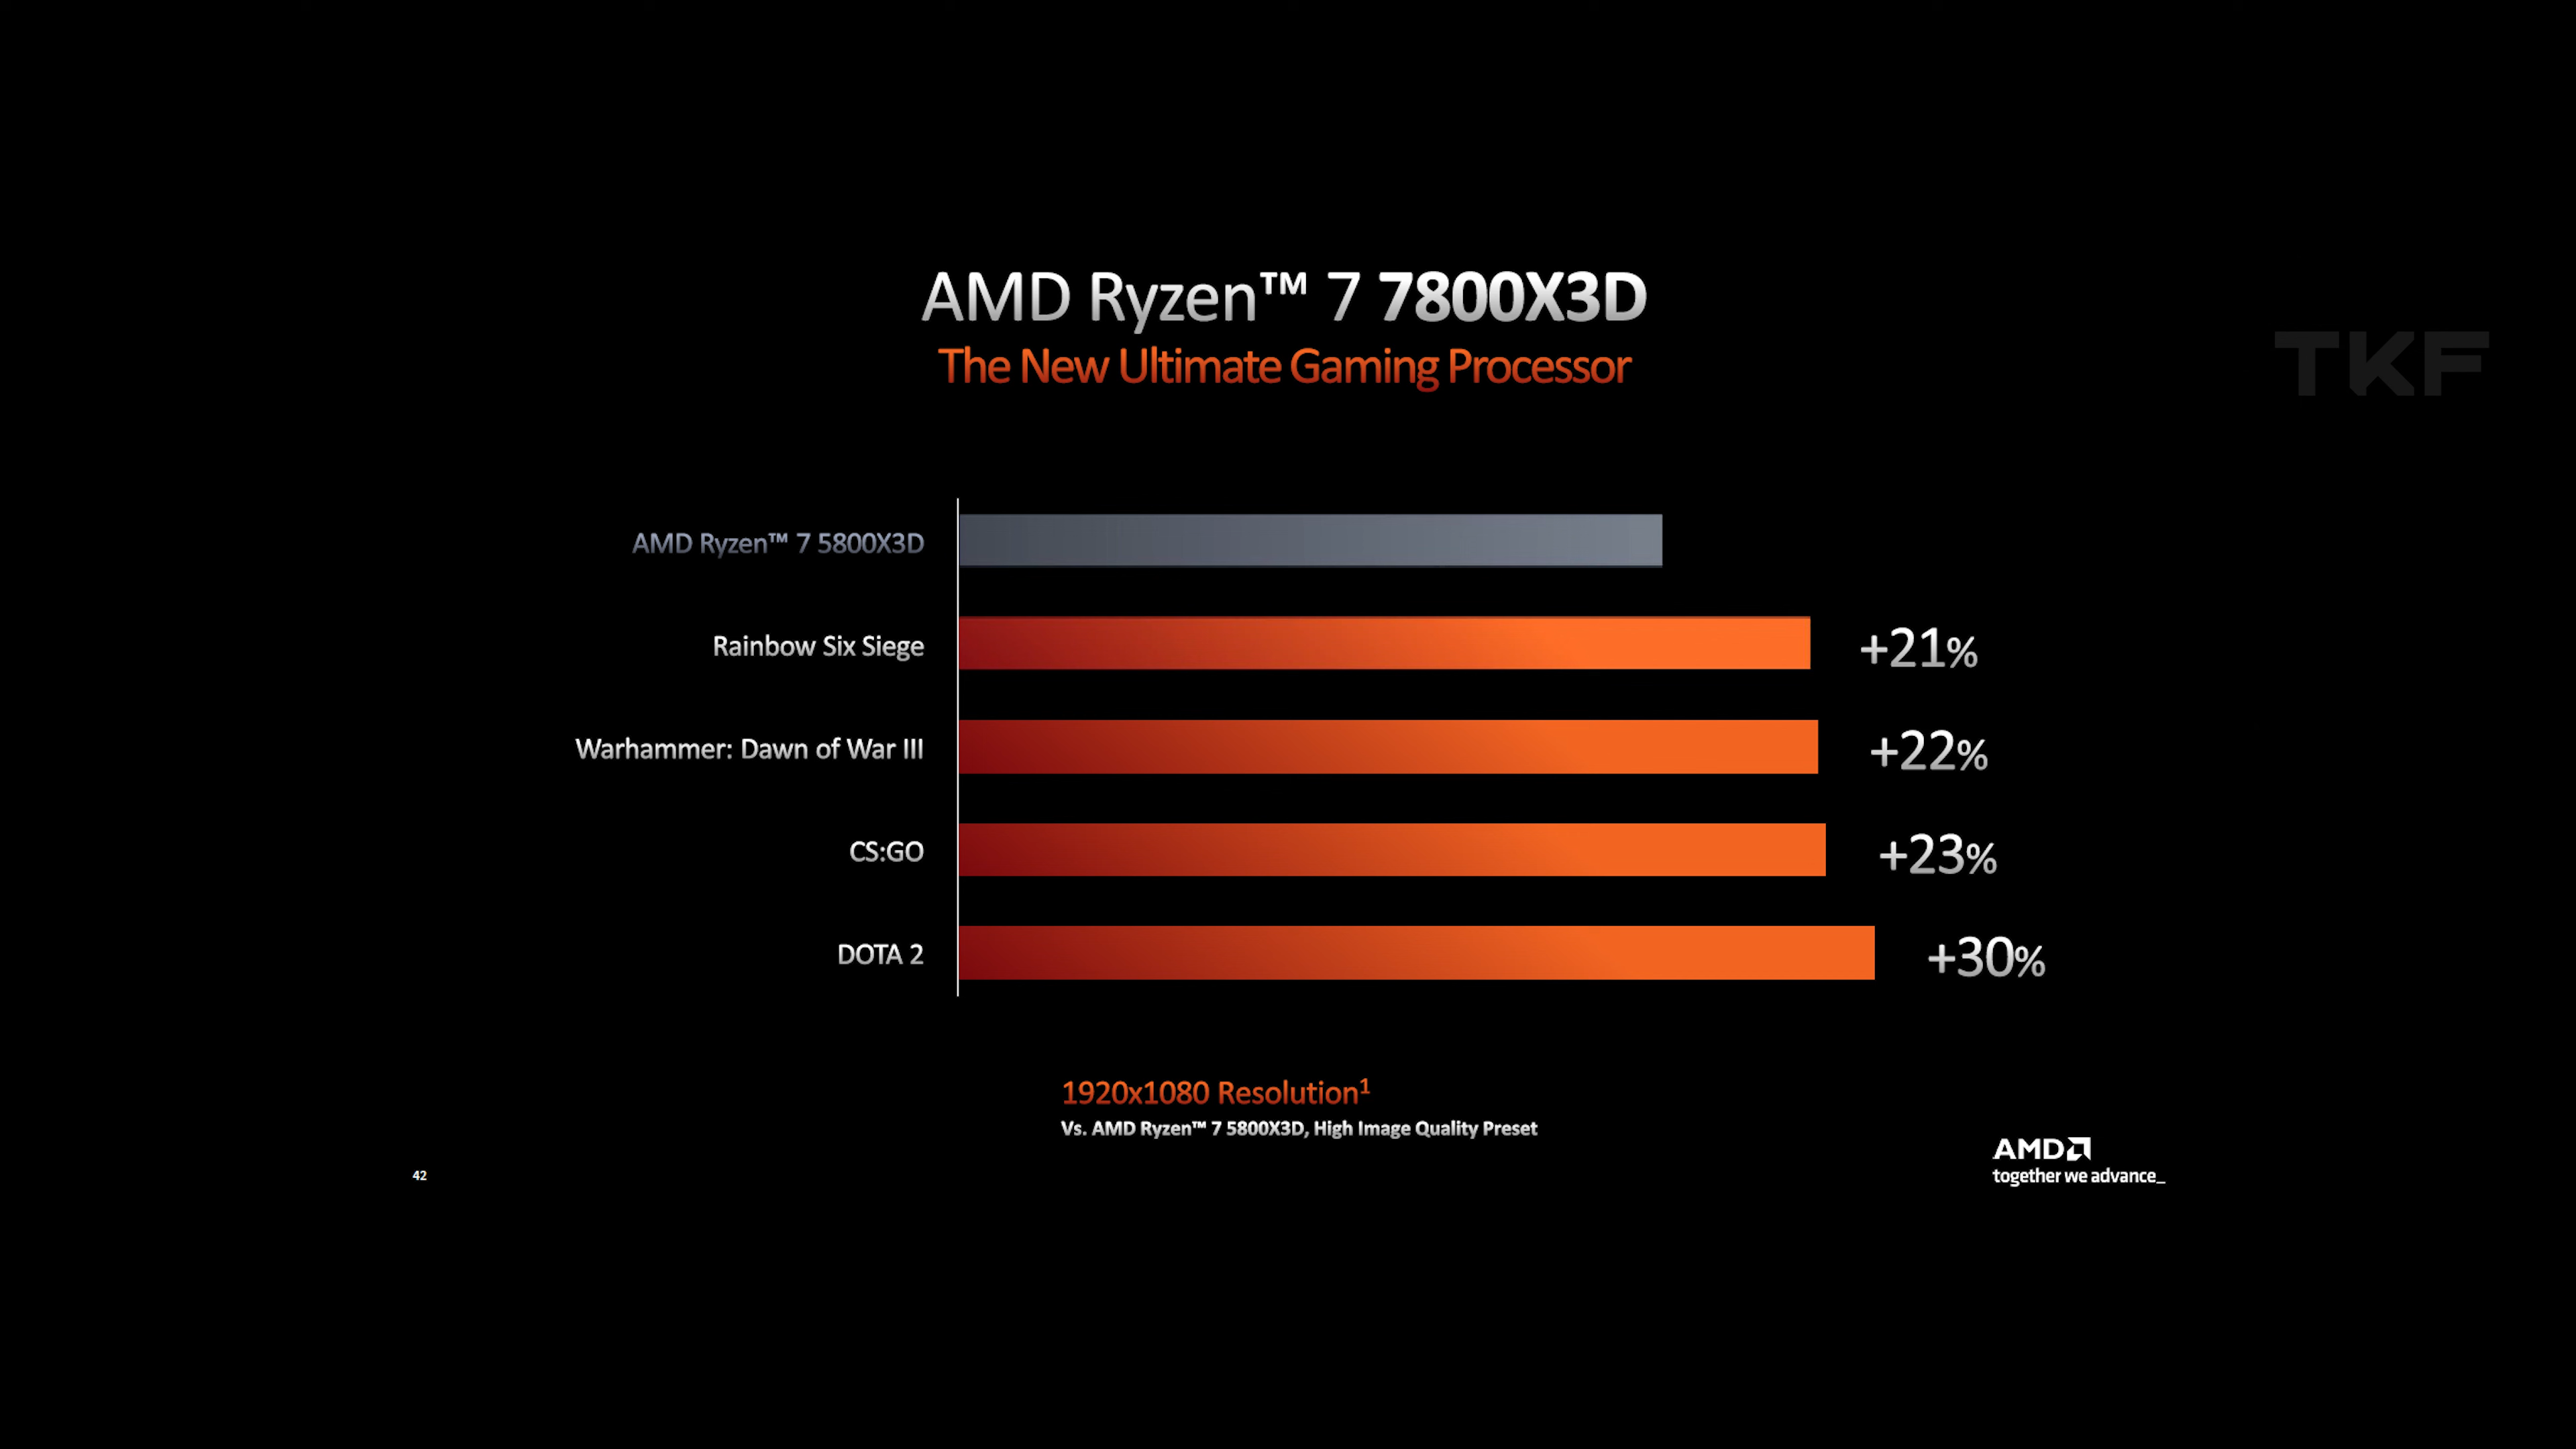 AMD Ryzen™ 7 7800X3D
The New Ultimate Gaming Processor
TKF
AMD Ryzen™ 7 5800X3D
Rainbow Six Siege +21%
Warhammer: Dawn of War III +22%
CS:GO +23%
DOTA 2 +30%
1920x1080 Resolution¹
Vs. AMD Ryzen™ 7 5800X3D, High Image Quality Preset
AMD
together we advance_
42